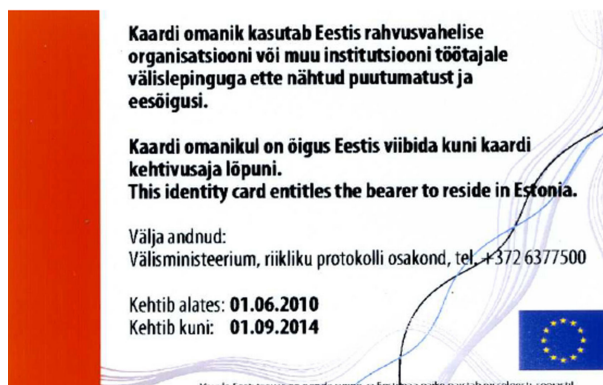 Kaardi omanik kasutab Eestis rahvusvahelise
organisatsiooni või muu institutsiooni töötajale
välislepinguga ette nähtud puutumatust ja
eesõigusi.
Kaardi omanikul on õigus Eestis viibida kuni kaardi
kehtivusaja lõpuni.
This identity card entitles the bearer to reside in Estonia.
Välja andnud:
Välisministeerium, riikliku protokolli osakond, tel. +372 6377500
Kehtib alates: 01.06.2010
Kehtib kuni: 01.09.2014